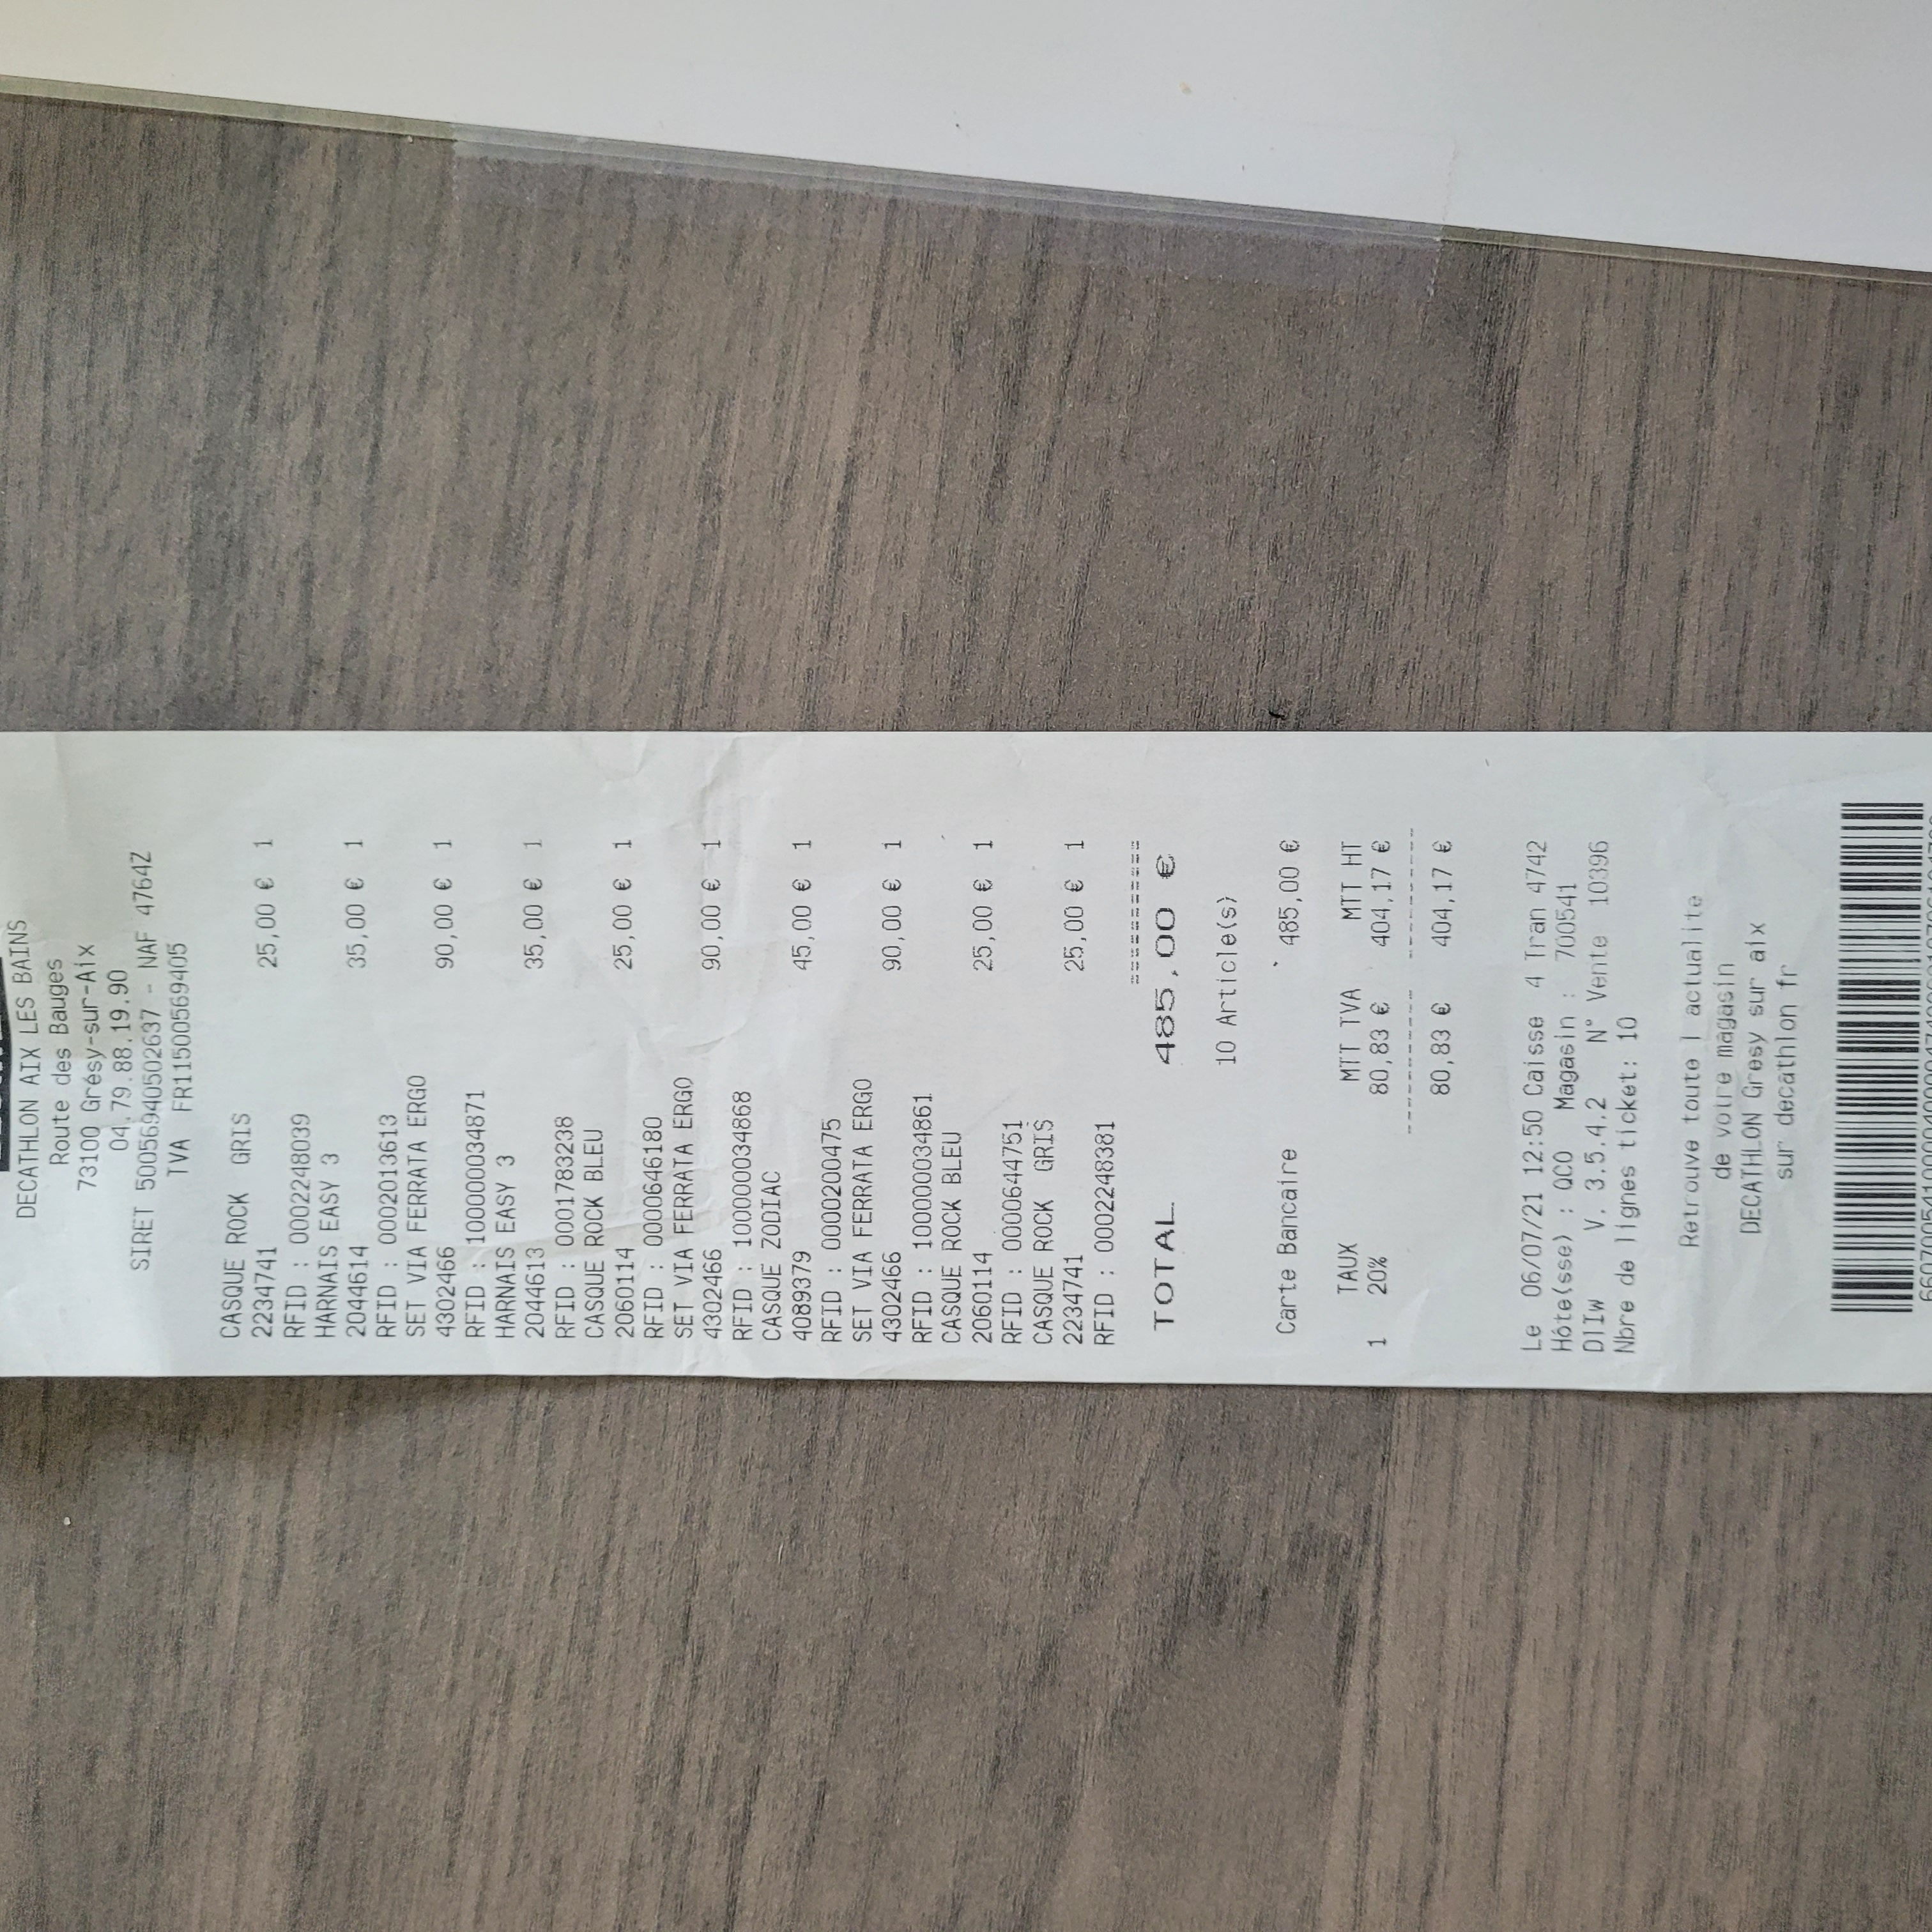 DECATHLON AIX LES BAINS
Route des Bauges
73100 Grésy-sur-Aix
04.79.88.19.90
SIRET 50056940502637 - NAF 4764Z
TVA FR11500569405
CASQUE ROCK GRIS
2234741 25,00 € 1
RFID : 0002248039
HARNAIS EASY 3
2044614 35,00 € 1
RFID : 0002013613
SET VIA FERRATA ERGO
4302466 90,00 € 1
RFID : 100000034871
HARNAIS EASY 3
2044613 35,00 € 1
RFID : 0001783238
CASQUE ROCK BLEU
2060114 25,00 € 1
RFID : 0000646180
SET VIA FERRATA ERGO
4302466 90,00 € 1
RFID : 100000034868
CASQUE ZODIAC
4089379 45,00 € 1
RFID : 0000200475
SET VIA FERRATA ERGO
4302466 90,00 € 1
RFID : 100000034861
CASQUE ROCK BLEU
2060114 25,00 € 1
RFID : 0000644751
CASQUE ROCK GRIS
2234741 25,00 € 1
RFID : 0002248381
TOTAL 485,00 €
10 Article(s)
Carte Bancaire 485,00 €
TAUX MTT TVA MTT HT
1 20% 80,83 € 404,17 €
80,83 € 404,17 €
Le 06/07/21 12:50 Caisse 4 Tran 4742
Hôte(sse) : QCO Magasin : 700541
DIIw V. 3.5.4.2 N° Vente 10396
Nbre de lignes ticket: 10
Retrouve toute l actualite
de votre magasin
DECATHLON Gresy sur aix
sur decathlon fr